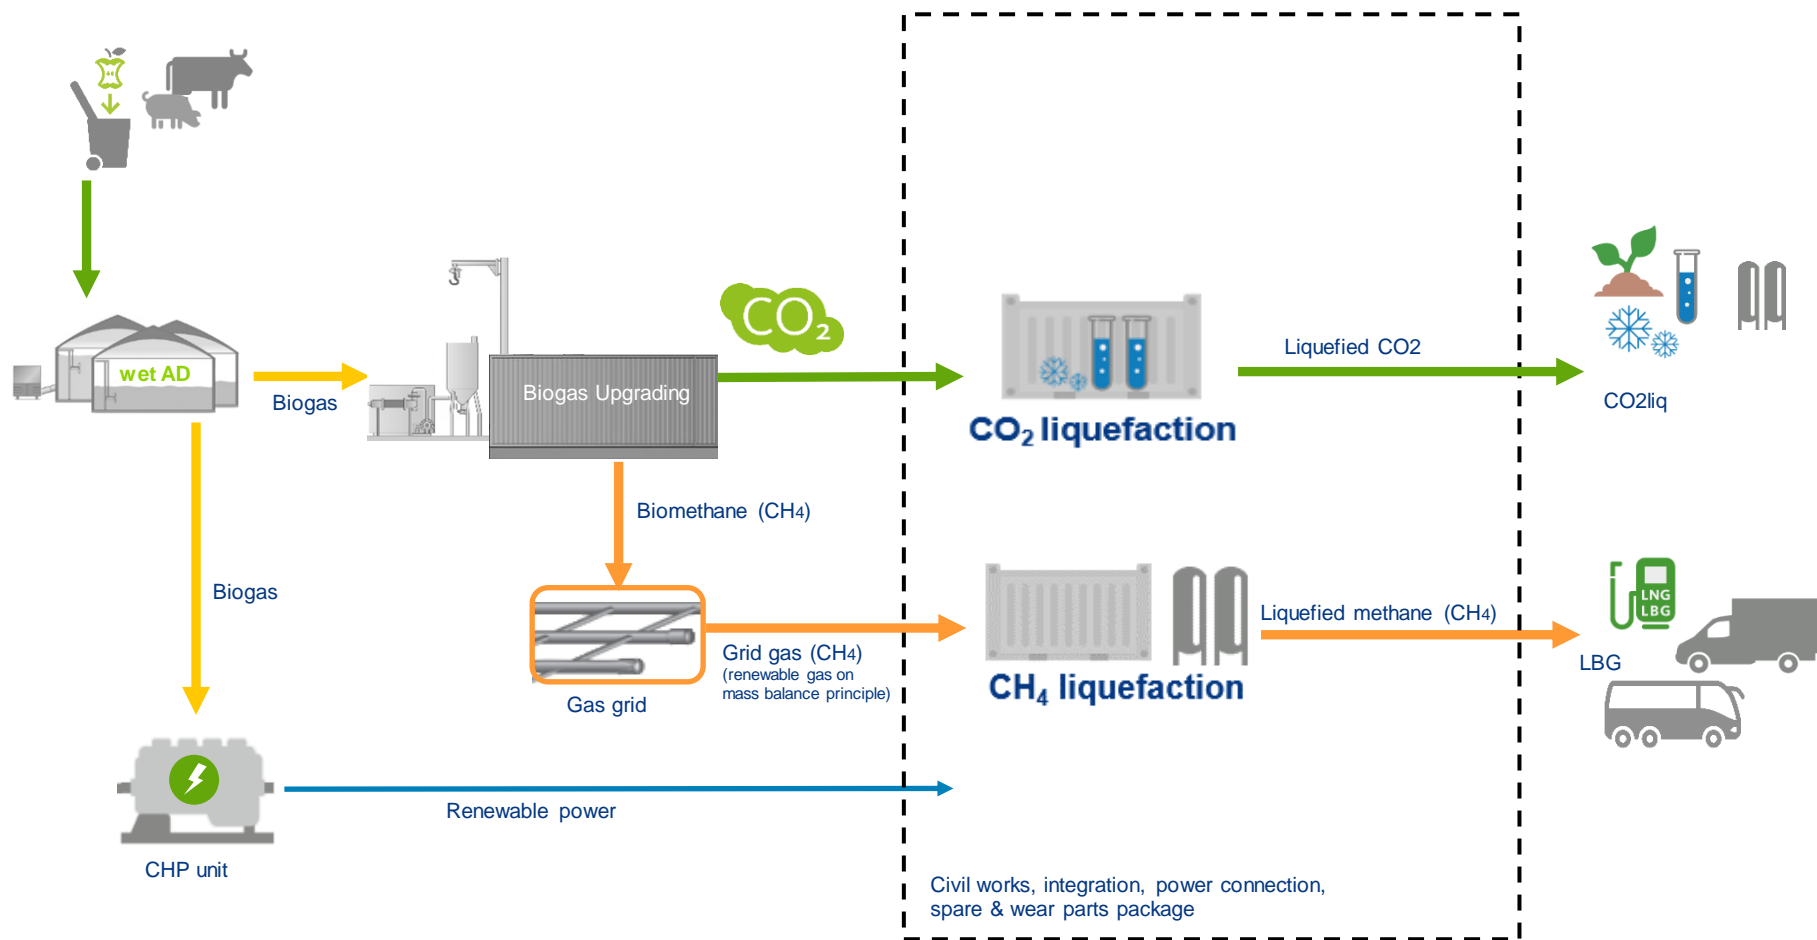 CO₂
wet AD
Biogas
Biogas Upgrading
Liquefied CO2
CO2liq
CO₂ liquefaction
Biomethane (CH4)
Biogas
LNG
LBG
Grid gas (CH4)
(renewable gas on
mass balance principle)
Liquefied methane (CH4)
LBG
Gas grid
CH₄ liquefaction
Renewable power
CHP unit
Civil works, integration, power connection,
spare & wear parts package